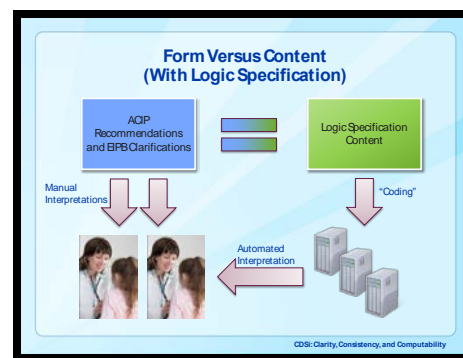 Form Versus Content
(With Logic Specification)
ACIP
Recommendations
and EIPB Clarifications
Logic Specification
Content
Manual
Interpretations
"Coding"
Automated
Interpretation
CDSi: Clarity, Consistency, and Computability